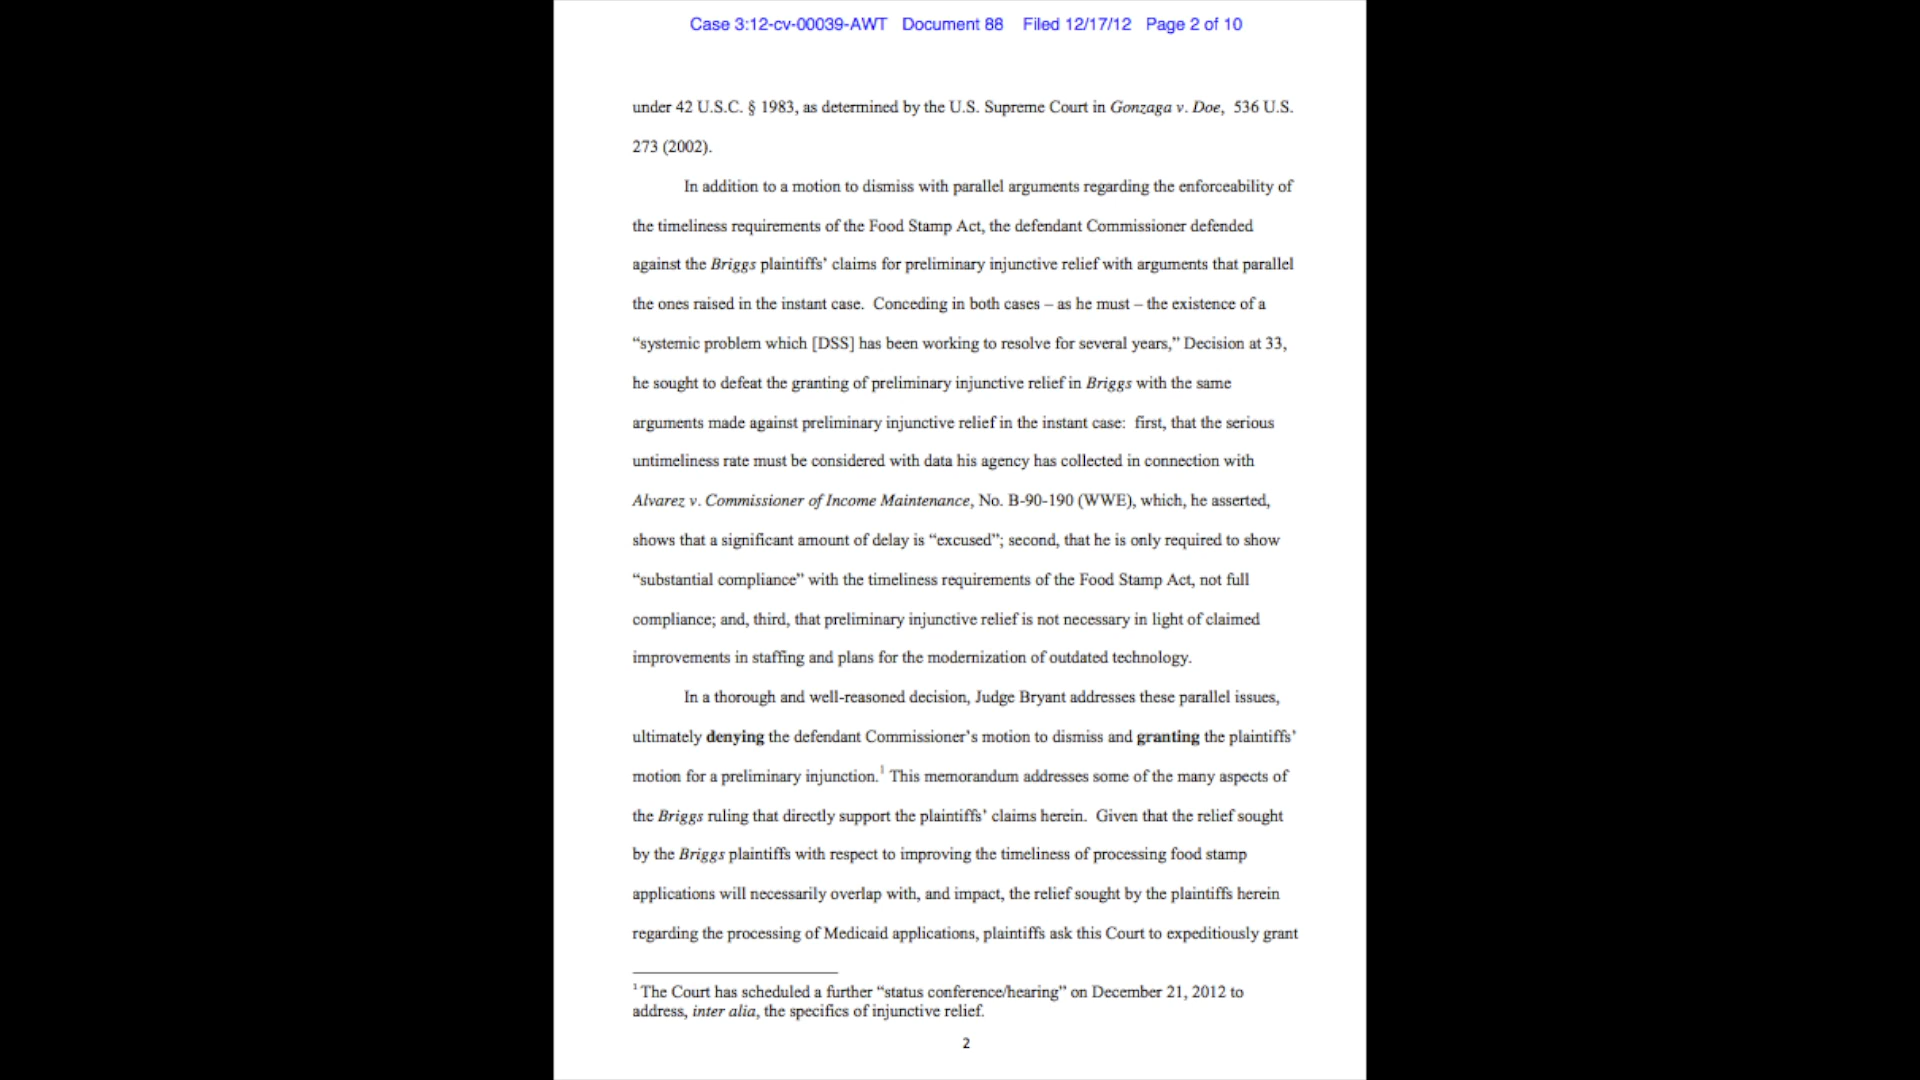 Case 3:12-cv-00039-AWT Document 88 Filed 12/17/12 Page 2 of 10
under 42 U.S.C. § 1983, as determined by the U.S. Supreme Court in Gonzaga v. Doe, 536 U.S.
273 (2002).
In addition to a motion to dismiss with parallel arguments regarding the enforceability of
the timeliness requirements of the Food Stamp Act, the defendant Commissioner defended
against the Briggs plaintiffs’ claims for preliminary injunctive relief with arguments that parallel
the ones raised in the instant case. Conceding in both cases – as he must – the existence of a
“systemic problem which [DSS] has been working to resolve for several years,” Decision at 33,
he sought to defeat the granting of preliminary injunctive relief in Briggs with the same
arguments made against preliminary injunctive relief in the instant case: first, that the serious
untimeliness rate must be considered with data his agency has collected in connection with
Alvarez v. Commissioner of Income Maintenance, No. B-90-190 (WWE), which, he asserted,
shows that a significant amount of delay is “excused”; second, that he is only required to show
“substantial compliance” with the timeliness requirements of the Food Stamp Act, not full
compliance; and, third, that preliminary injunctive relief is not necessary in light of claimed
improvements in staffing and plans for the modernization of outdated technology.
In a thorough and well-reasoned decision, Judge Bryant addresses these parallel issues,
ultimately denying the defendant Commissioner’s motion to dismiss and granting the plaintiffs’
motion for a preliminary injunction.1 This memorandum addresses some of the many aspects of
the Briggs ruling that directly support the plaintiffs’ claims herein. Given that the relief sought
by the Briggs plaintiffs with respect to improving the timeliness of processing food stamp
applications will necessarily overlap with, and impact, the relief sought by the plaintiffs herein
regarding the processing of Medicaid applications, plaintiffs ask this Court to expeditiously grant
1 The Court has scheduled a further “status conference/hearing” on December 21, 2012 to
address, inter alia, the specifics of injunctive relief.
2